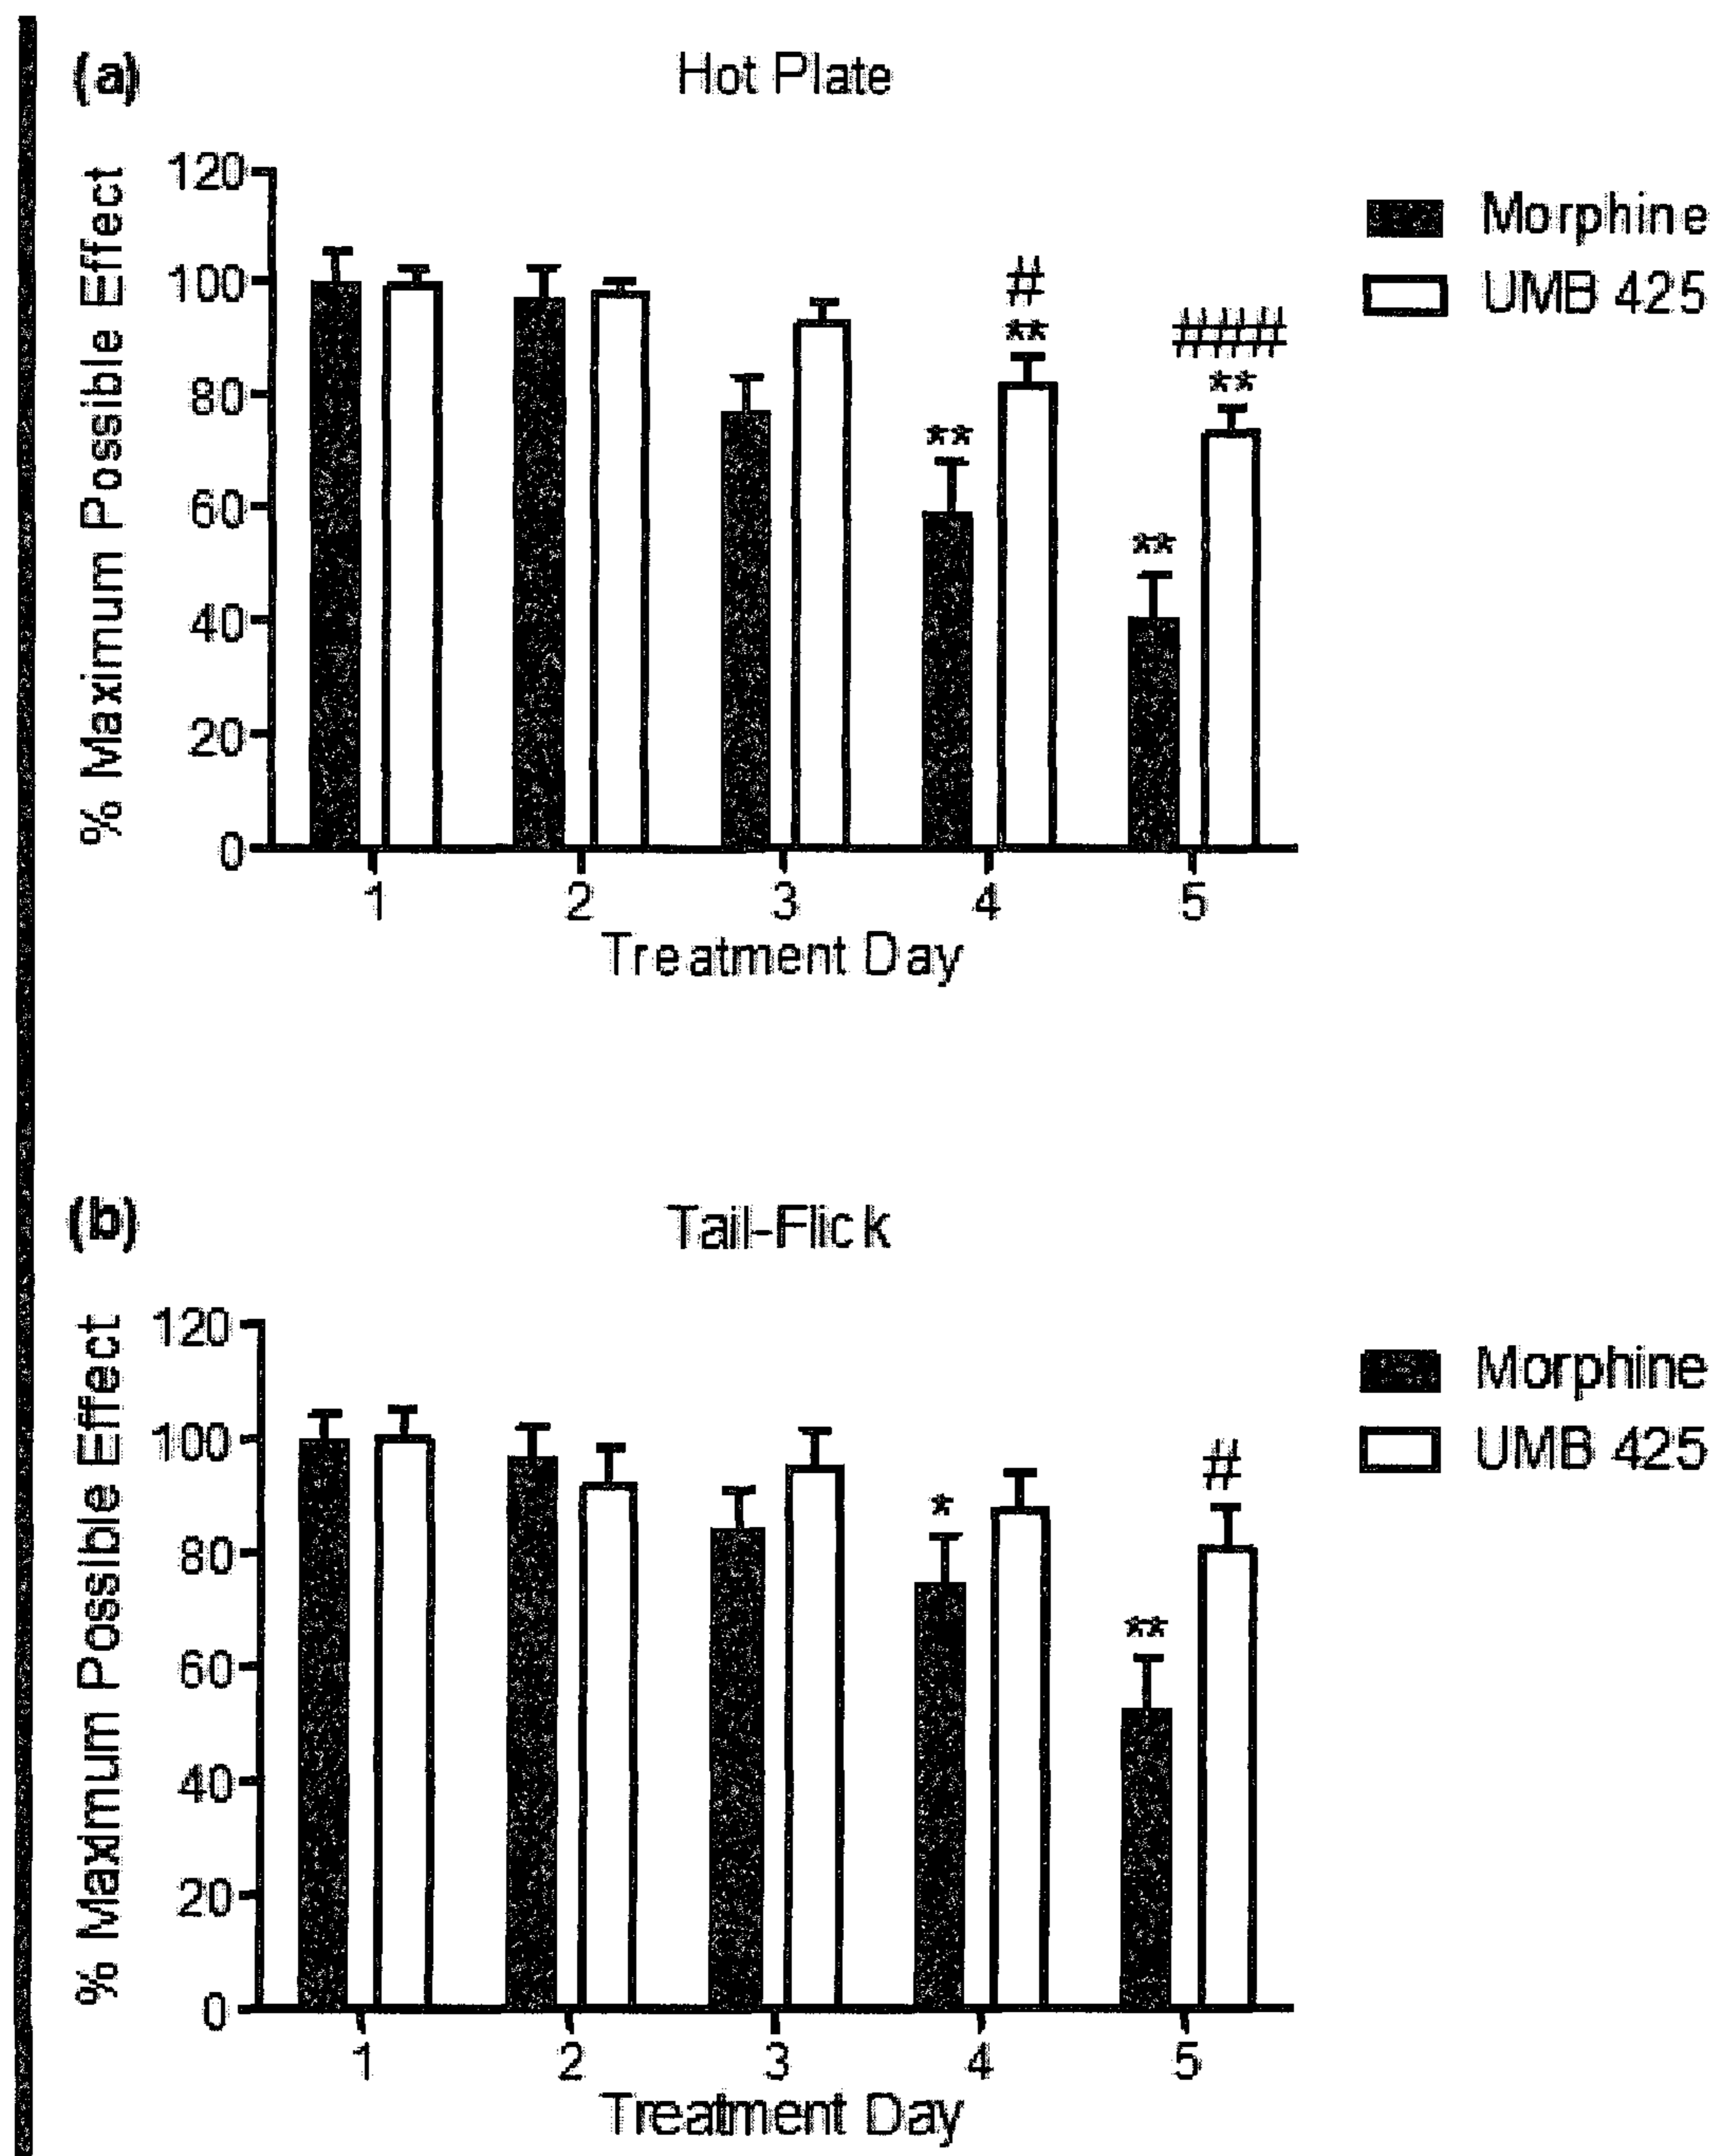 (a)
Hot Plate
% Maximum Possible Effect
120
100
80
60
40
20
0
Morphine
UMB 425
#
**
**
**
**
1 2 3 4 5
Treatment Day
(b)
Tail-Flick
% Maximum Possible Effect
120
100
80
60
40
20
0
Morphine
UMB 425
*
#
**
1 2 3 4 5
Treatment Day